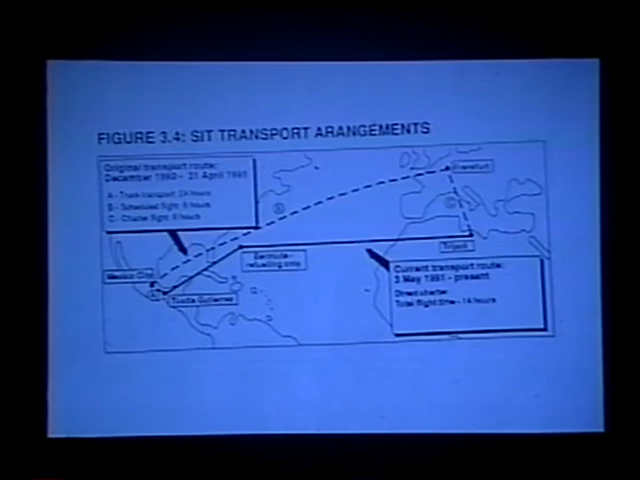 FIGURE 3.4: SIT TRANSPORT ARANGEMENTS
Original transport route:
December 1990 - 21 April 1991
A - Truck transport: 24 hours
B - Scheduled flight: 6 hours
C - Charter flight: 6 hours
Frankfurt
B
C
Tripoli
Bermuda -
refuelling only
Mexico City
A
Tuxtla Gutierrez
Current transport route:
3 May 1991 - present
Direct charter
Total flight time - 14 hours